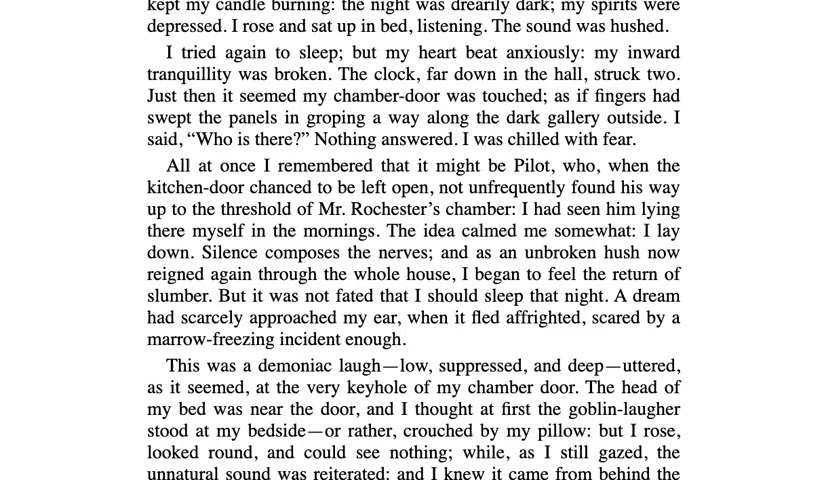 kept my candle burning: the night was drearily dark; my spirits were
depressed. I rose and sat up in bed, listening. The sound was hushed.
I tried again to sleep; but my heart beat anxiously: my inward
tranquillity was broken. The clock, far down in the hall, struck two.
Just then it seemed my chamber-door was touched; as if fingers had
swept the panels in groping a way along the dark gallery outside. I
said, “Who is there?” Nothing answered. I was chilled with fear.
All at once I remembered that it might be Pilot, who, when the
kitchen-door chanced to be left open, not unfrequently found his way
up to the threshold of Mr. Rochester’s chamber: I had seen him lying
there myself in the mornings. The idea calmed me somewhat: I lay
down. Silence composes the nerves; and as an unbroken hush now
reigned again through the whole house, I began to feel the return of
slumber. But it was not fated that I should sleep that night. A dream
had scarcely approached my ear, when it fled affrighted, scared by a
marrow-freezing incident enough.
This was a demoniac laugh—low, suppressed, and deep—uttered,
as it seemed, at the very keyhole of my chamber door. The head of
my bed was near the door, and I thought at first the goblin-laugher
stood at my bedside—or rather, crouched by my pillow: but I rose,
looked round, and could see nothing; while, as I still gazed, the
unnatural sound was reiterated: and I knew it came from behind the